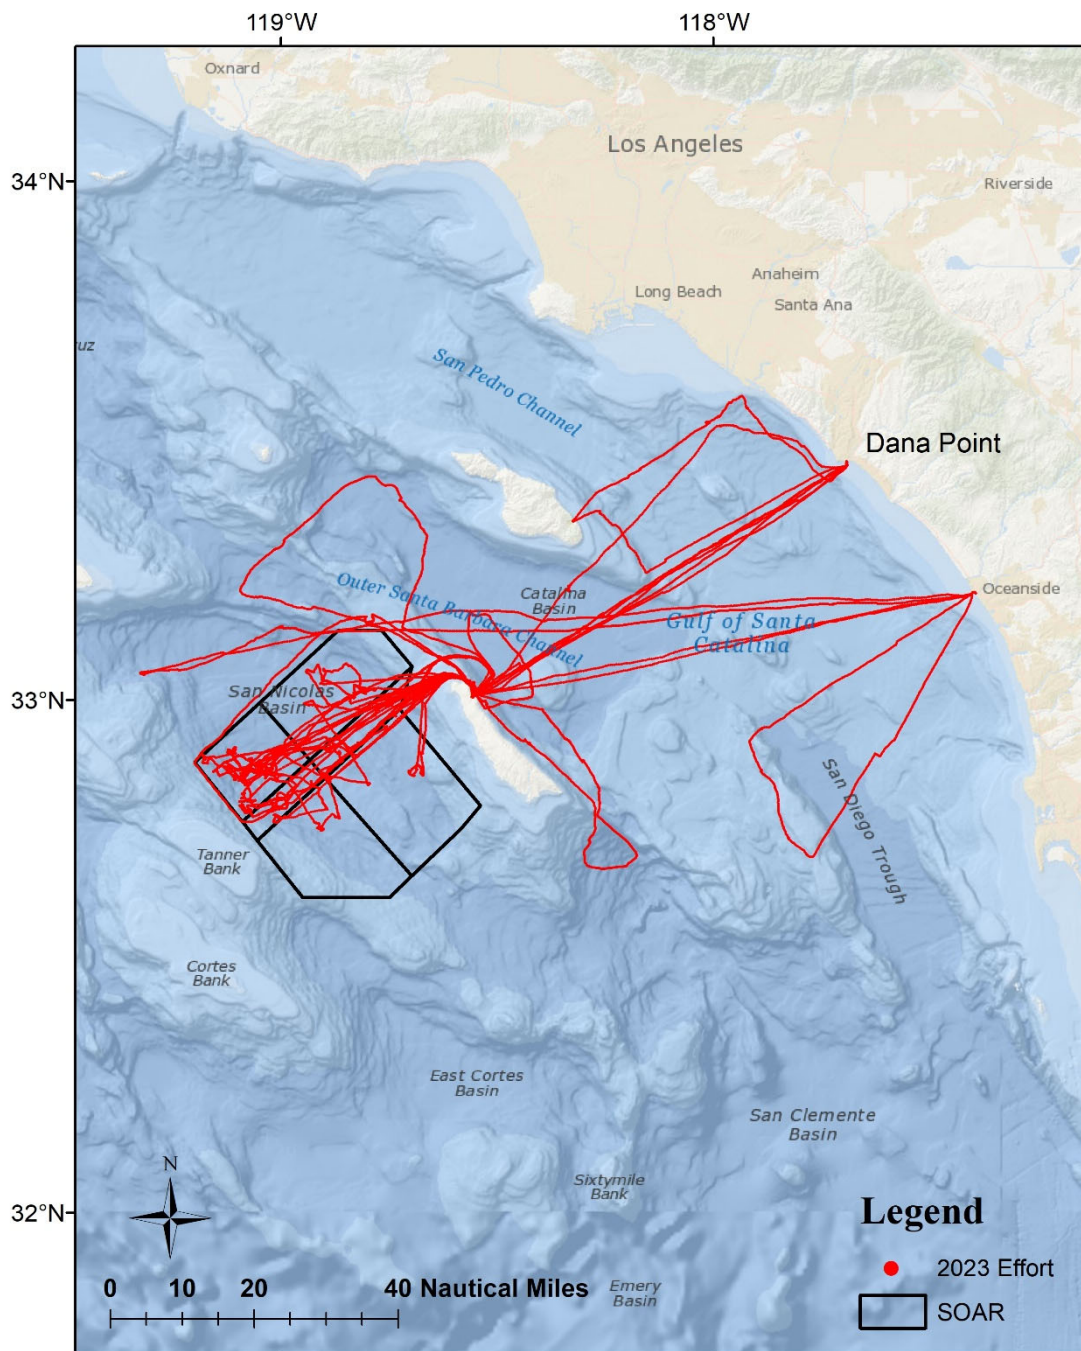 119°W
118°W
Oxnard
Los Angeles
34°N
Riverside
Anaheim
Long Beach
Santa Ana
uz
San Pedro Channel
Dana Point
Outer Santa Barbara Channel
Catalina
Basin
Oceanside
Gulf of Santa
Catalina
33°N
San Nicolas
Basin
San Diego Trough
Tanner
Bank
Cortes
Bank
East Cortes
Basin
San Clemente
Basin
N
Sixtymile
Bank
32°N
Legend
2023 Effort
SOAR
0 10 20 40 Nautical Miles
Emery
Basin